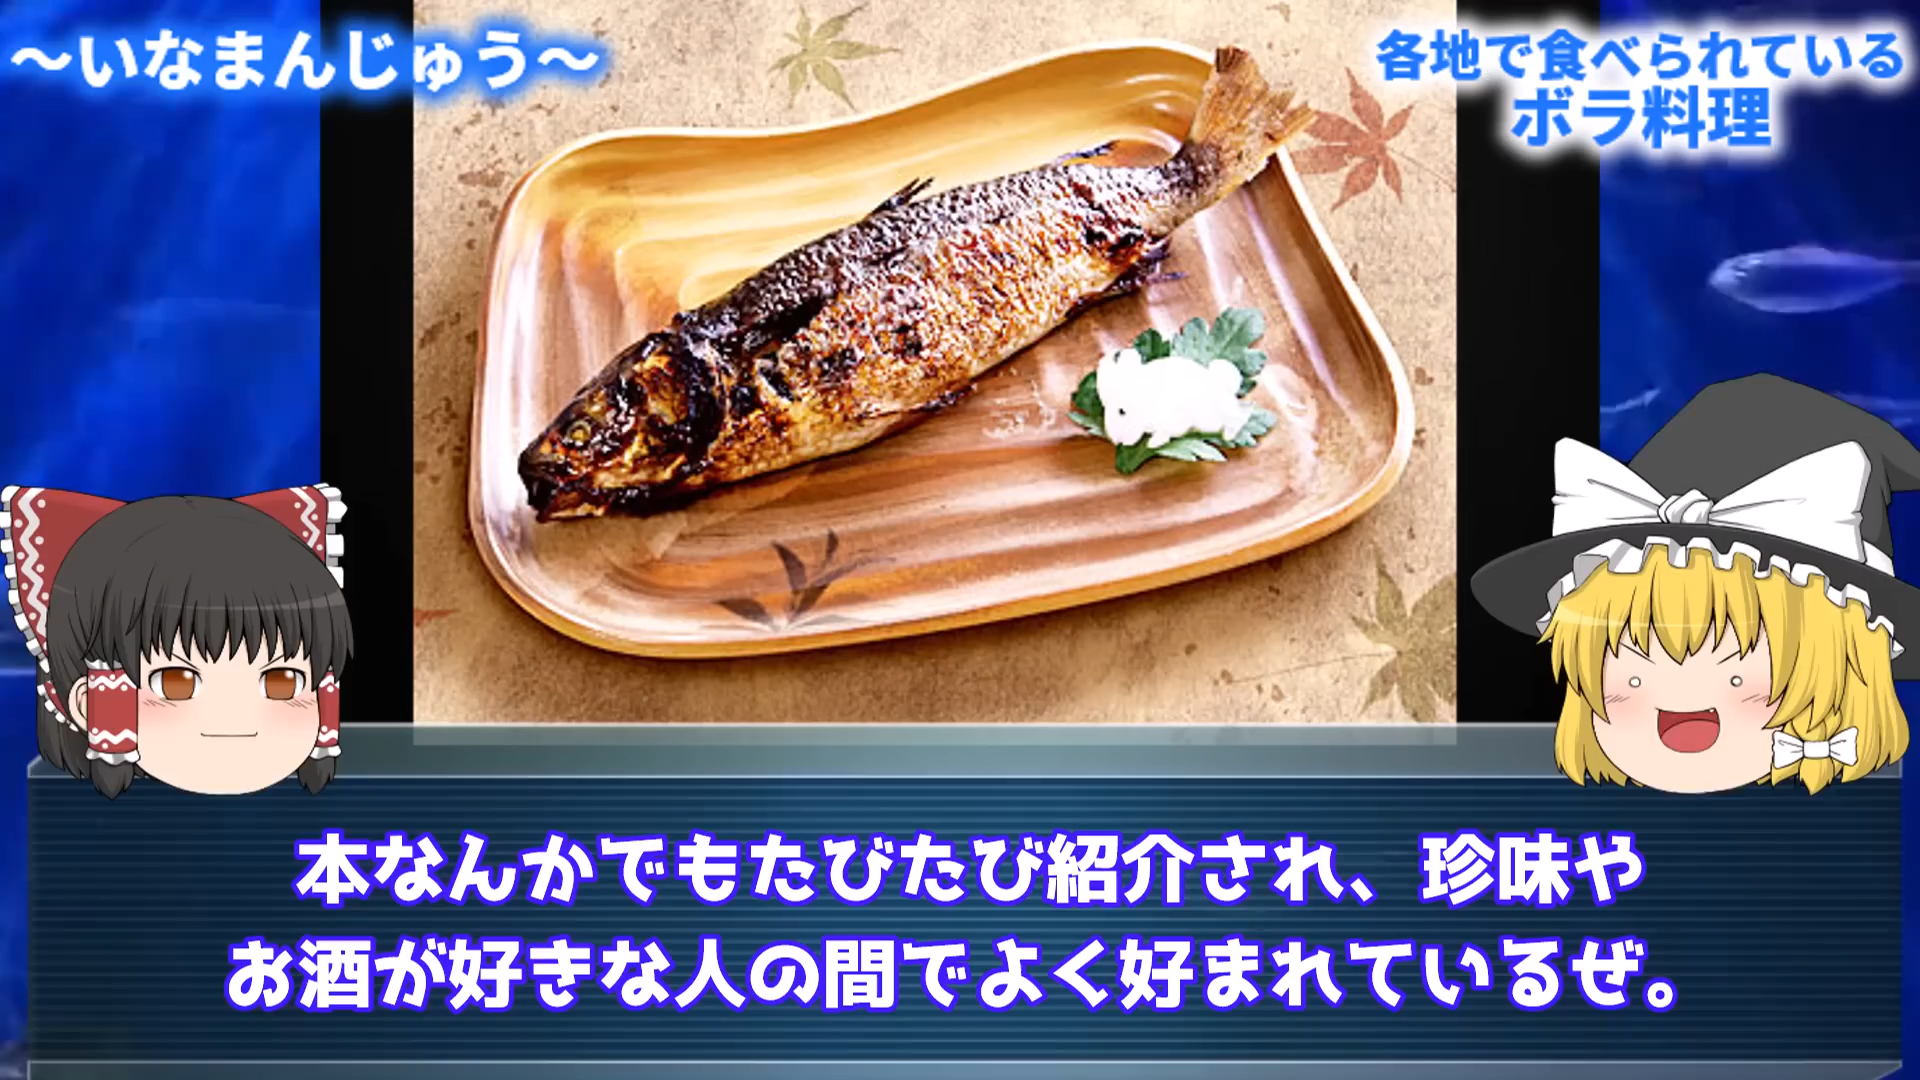 ～いなまんじゅう～
各地で食べられている
ボラ料理
本なんかでもたびたび紹介され、珍味や
お酒が好きな人の間でよく好まれているぜ。